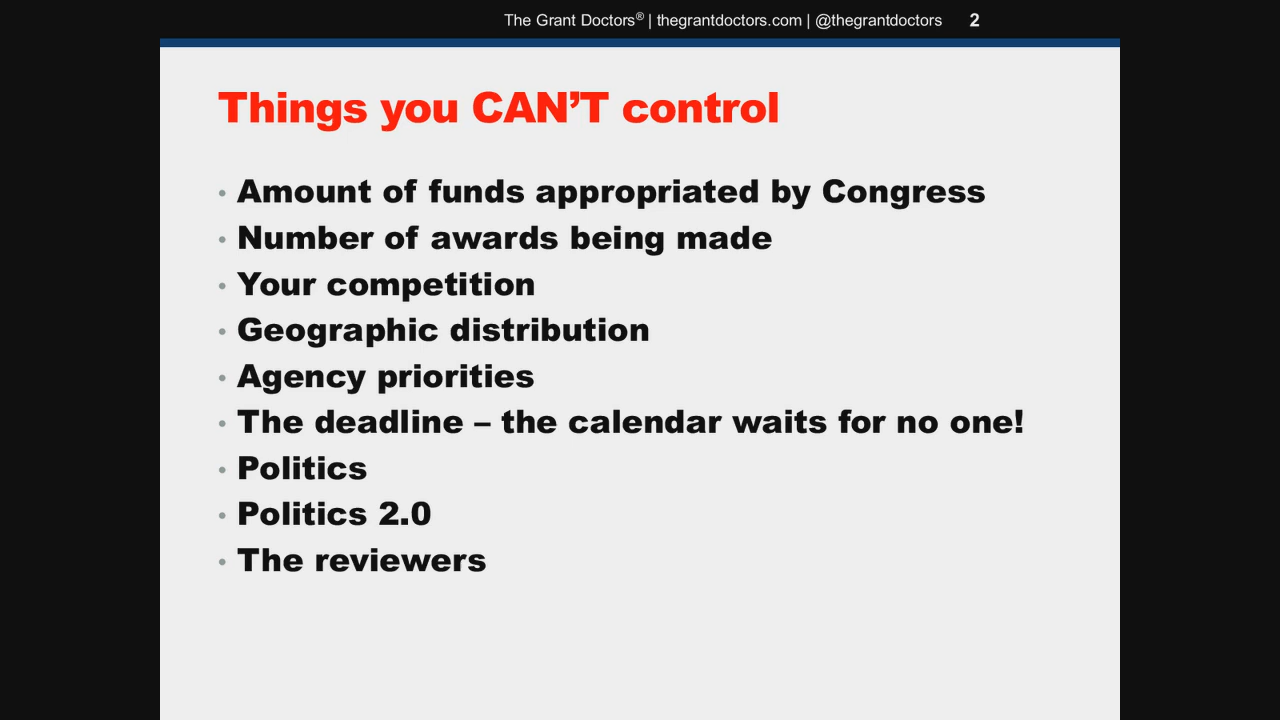 The Grant Doctors® | thegrantdoctors.com | @thegrantdoctors 2
Things you CAN’T control
• Amount of funds appropriated by Congress
• Number of awards being made
• Your competition
• Geographic distribution
• Agency priorities
• The deadline – the calendar waits for no one!
• Politics
• Politics 2.0
• The reviewers